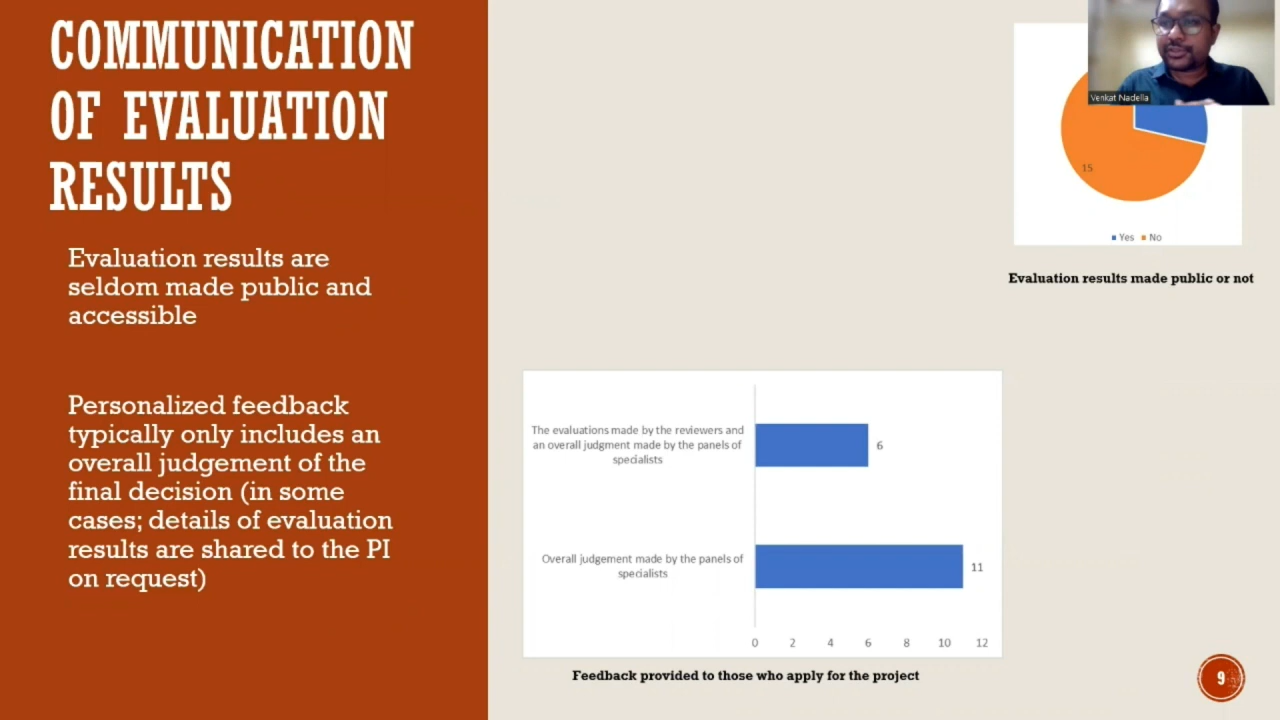 COMMUNICATION
OF EVALUATION
RESULTS
Evaluation results are
seldom made public and
accessible
Personalized feedback
typically only includes an
overall judgement of the
final decision (in some
cases; details of evaluation
results are shared to the PI
on request)
Venkat Nadella
15
Yes No
Evaluation results made public or not
The evaluations made by the reviewers and
an overall judgment made by the panels of
specialists
6
Overall judgement made by the panels of
specialists
11
0 2 4 6 8 10 12
Feedback provided to those who apply for the project
9